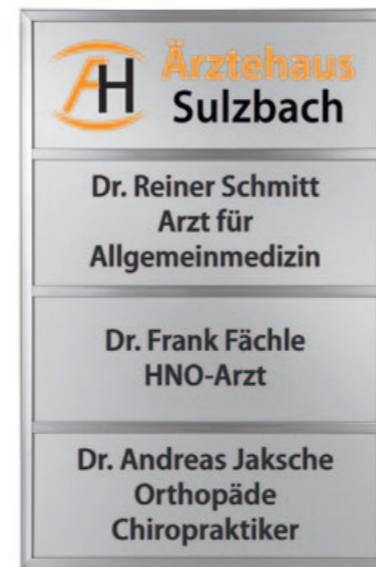 AH Ärztehaus
Sulzbach
Dr. Reiner Schmitt
Arzt für
Allgemeinmedizin
Dr. Frank Fächle
HNO-Arzt
Dr. Andreas Jaksche
Orthopäde
Chiropraktiker